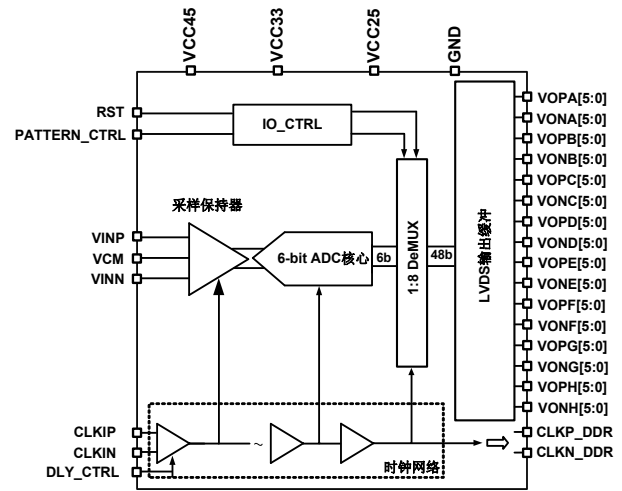 VCC45
VCC33
VCC25
GND
RST
PATTERN_CTRL
IO_CTRL
采样保持器
VINP
VCM
VINN
6-bit ADC核心
6b
1:8 DeMUX
48b
LVDS输出缓冲
VOPA[5:0]
VONA[5:0]
VOPB[5:0]
VONB[5:0]
VOPC[5:0]
VONC[5:0]
VOPD[5:0]
VOND[5:0]
VOPE[5:0]
VONE[5:0]
VOPF[5:0]
VONF[5:0]
VOPG[5:0]
VONG[5:0]
VOPH[5:0]
VONH[5:0]
CLKIP
CLKIN
DLY_CTRL
~
时钟网络
CLKP_DDR
CLKN_DDR